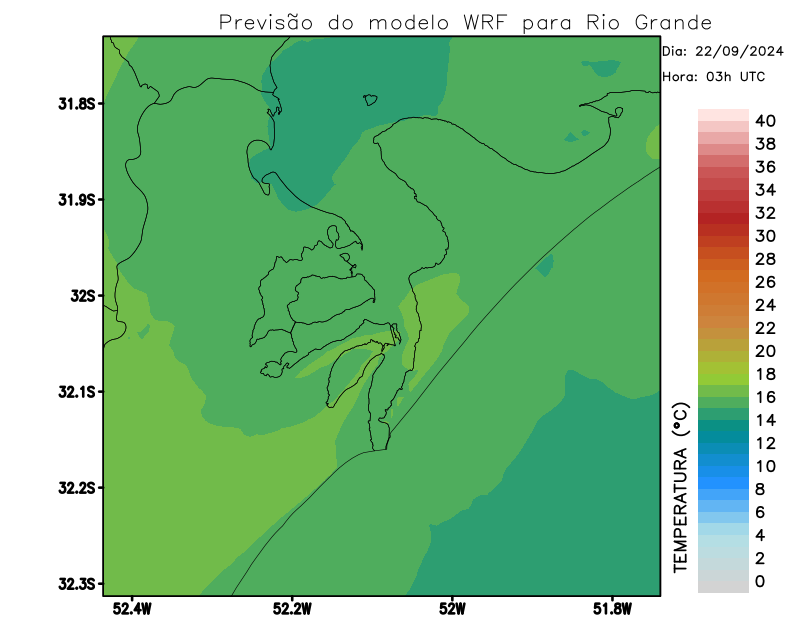 Previsão do modelo WRF para Rio Grande
Dia: 22/09/2024
Hora: 03h UTC
31.8S
31.9S
32S
32.1S
32.2S
32.3S
52.4W
52.2W
52W
51.8W
TEMPERATURA (°C)
40
38
36
34
32
30
28
26
24
22
20
18
16
14
12
10
8
6
4
2
0